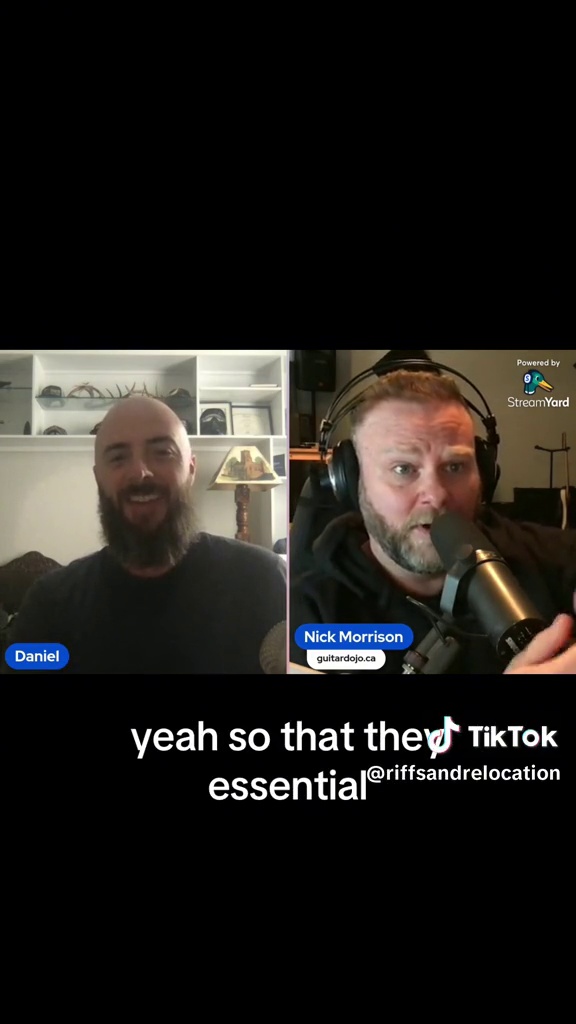 Powered by
StreamYard
Daniel
Nick Morrison
guitardojo.ca
yeah so that they
essential
TikTok
@riffsandrelocation